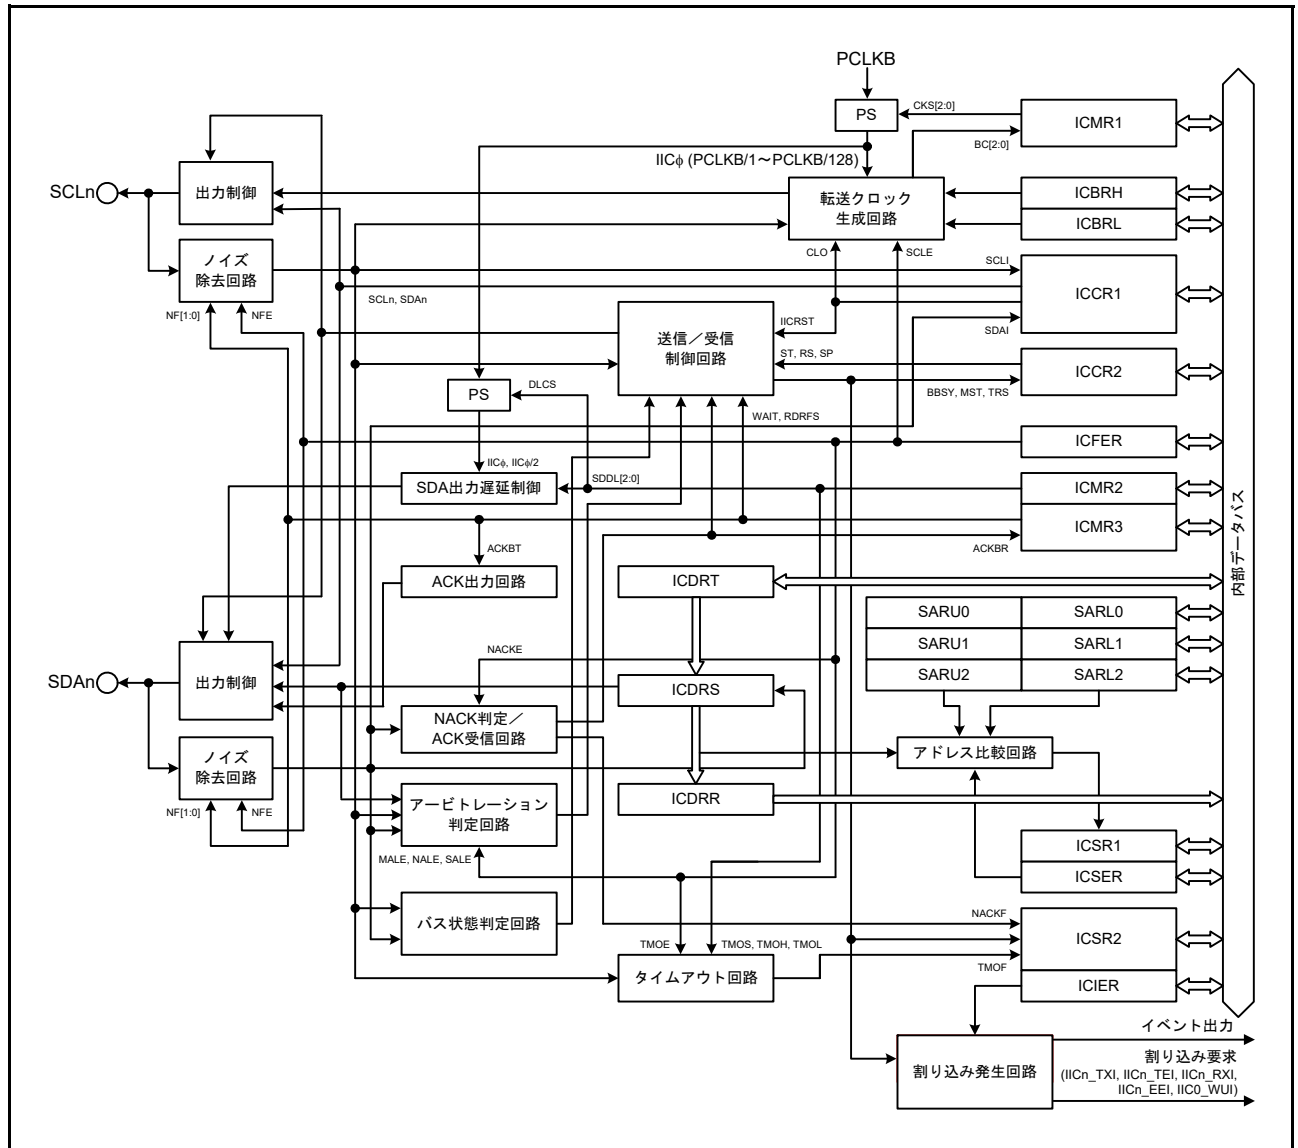 PCLKB
PS
CKS[2:0]
ICMR1
BC[2:0]
IICφ (PCLKB/1～PCLKB/128)
SCLn
出力制御
転送クロック
生成回路
ICBRH
ICBRL
ノイズ
除去回路
CLO
SCLE
SCLI
ICCR1
SCLn, SDAn
NF[1:0]
NFE
IICRST
SDAI
送信／受信
制御回路
ST, RS, SP
ICCR2
BBSY, MST, TRS
PS
DLCS
WAIT, RDRFS
ICFER
IICφ, IICφ/2
SDA出力遅延制御
SDDL[2:0]
ICMR2
ICMR3
ACKBT
ACKBR
内部データバス
ACK出力回路
ICDRT
SARU0
SARL0
SARU1
SARL1
SARU2
SARL2
NACKE
SDAn
出力制御
ICDRS
NACK判定／
ACK受信回路
アドレス比較回路
ノイズ
除去回路
ICDRR
NF[1:0]
NFE
アービトレーション
判定回路
MALE, NALE, SALE
ICSR1
ICSER
バス状態判定回路
NACKF
ICSR2
TMOE
TMOS, TMOH, TMOL
TMOF
タイムアウト回路
ICIER
イベント出力
割り込み発生回路
割り込み要求
(IICn_TXI, IICn_TEI, IICn_RXI,
IICn_EEI, IIC0_WUI)